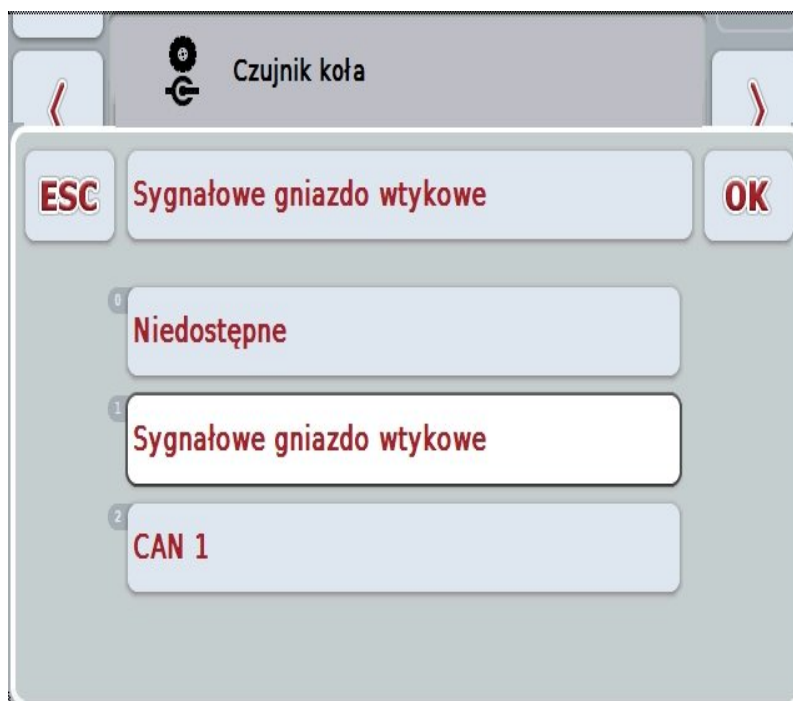 Czujnik koła
ESC
Sygnałowe gniazdo wtykowe
OK
0
Niedostępne
1
Sygnałowe gniazdo wtykowe
2
CAN 1